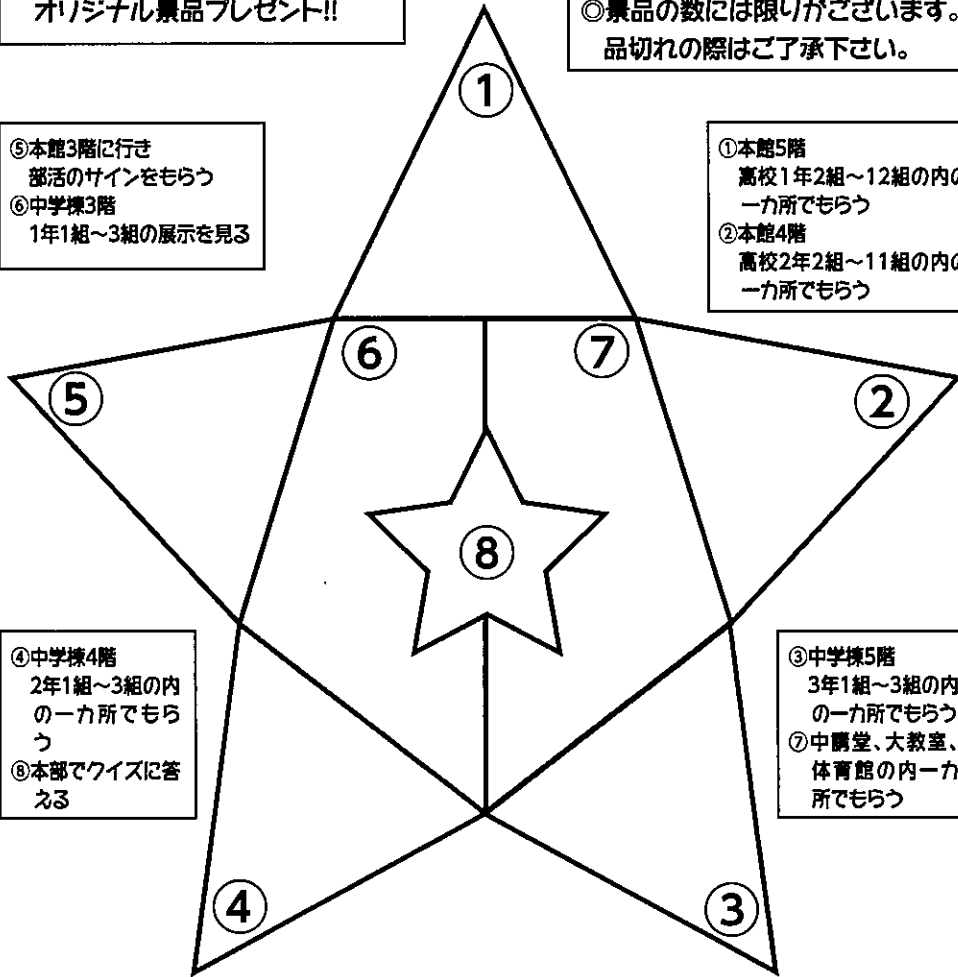 オリジナル景品プレゼント!!
◎景品の数には限りがございます。
品切れの際はご了承下さい。
①
⑤本館3階に行き
部活のサインをもらう
⑥中学棟3階
1年1組～3組の展示を見る
①本館5階
高校1年2組～12組の内の
一カ所でもらう
②本館4階
高校2年2組～11組の内の
一カ所でもらう
⑥
⑦
⑤
②
⑧
④中学棟4階
2年1組～3組の内
の一カ所でもら
う
⑧本部でクイズに答
える
③中学棟5階
3年1組～3組の内
の一カ所でもらう
⑦中講堂、大教室、
体育館の内一カ
所でもらう
④
③